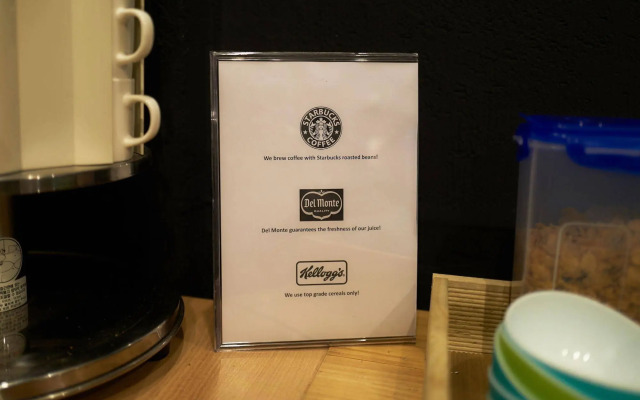 STARBUCKS
COFFEE
We brew coffee with Starbucks roasted beans!
Del Monte
Del Monte guarantees the freshness of our juice!
Kellogg's
We use top grade cereals only!